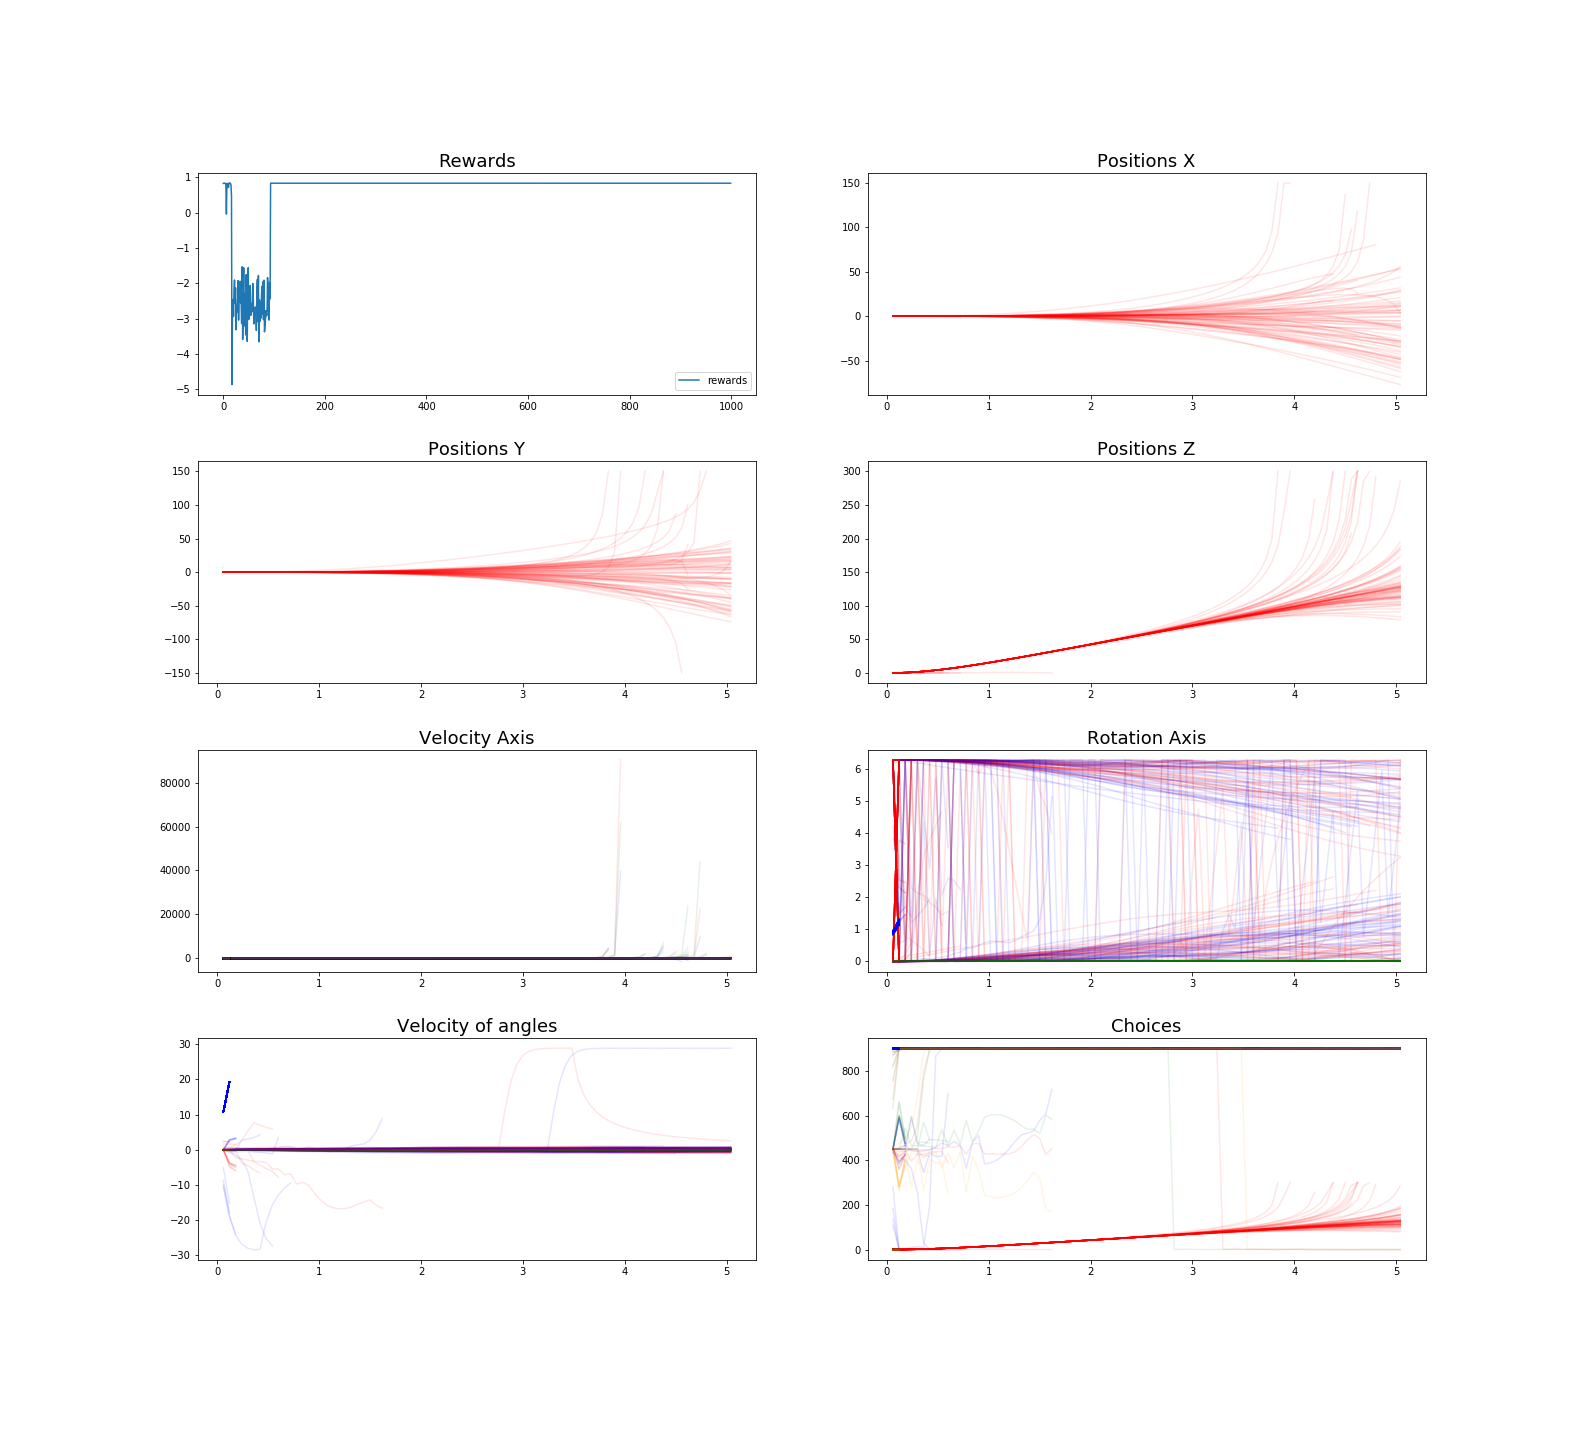 Rewards
1
0
−1
−2
−3
−4
−5
rewards
0 200 400 600 800 1000
Positions X
150
100
50
0
−50
0 1 2 3 4 5
Positions Y
150
100
50
0
−50
−100
−150
0 1 2 3 4 5
Positions Z
300
250
200
150
100
50
0
0 1 2 3 4 5
Velocity Axis
80000
60000
40000
20000
0
0 1 2 3 4 5
Rotation Axis
6
5
4
3
2
1
0
0 1 2 3 4 5
Velocity of angles
30
20
10
0
−10
−20
−30
0 1 2 3 4 5
Choices
800
600
400
200
0
0 1 2 3 4 5